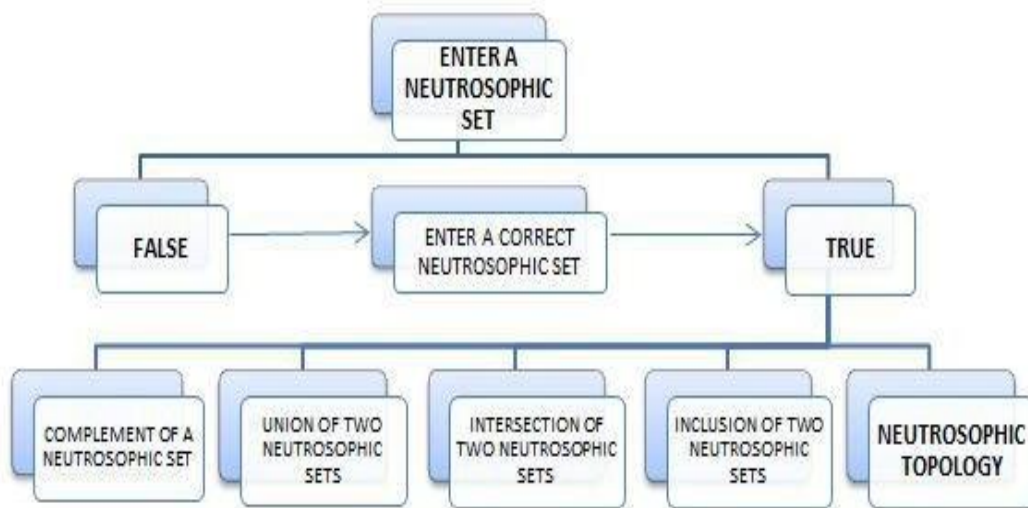 ENTER A
NEUTROSOPHIC
SET
FALSE
ENTER A CORRECT
NEUTROSOPHIC SET
TRUE
COMPLEMENT OF A
NEUTROSOPHIC SET
UNION OF TWO
NEUTROSOPHIC
SETS
INTERSECTION OF
TWO NEUTROSOPHIC
SETS
INCLUSION OF TWO
NEUTROSOPHIC
SETS
NEUTROSOPHIC
TOPOLOGY